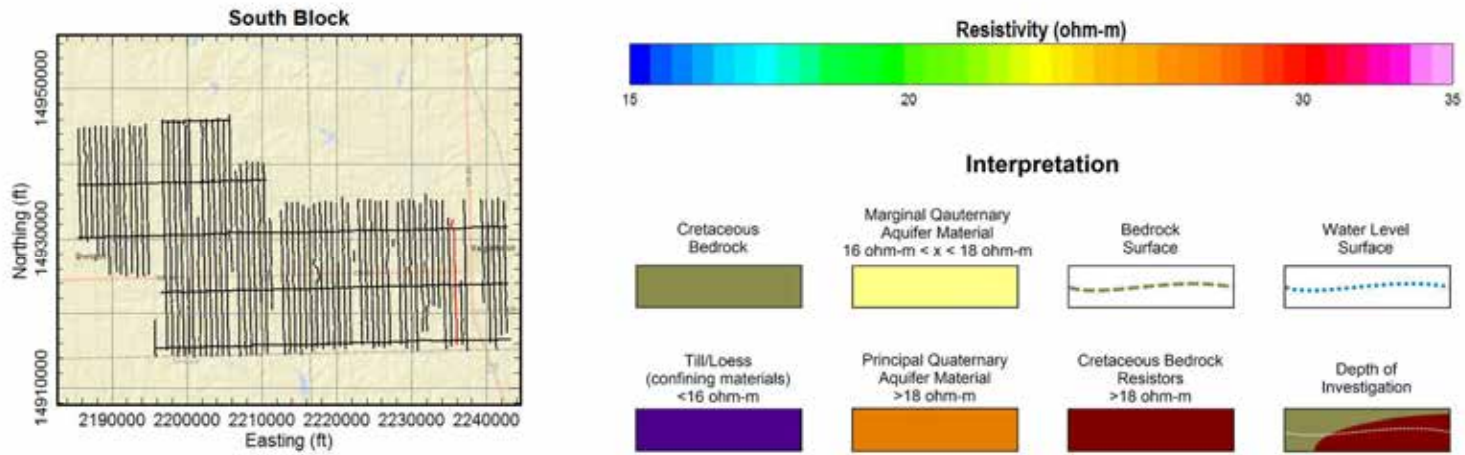 South Block
14950000
14930000
14910000
Northing (ft)
2190000 2200000 2210000 2220000 2230000 2240000
Easting (ft)
Resistivity (ohm-m)
15 20 30 35
Interpretation
Cretaceous
Bedrock
Marginal Qauternary
Aquifer Material
16 ohm-m < x < 18 ohm-m
Bedrock
Surface
Water Level
Surface
Till/Loess
(confining materials)
<16 ohm-m
Principal Quaternary
Aquifer Material
>18 ohm-m
Cretaceous Bedrock
Resistors
>18 ohm-m
Depth of
Investigation